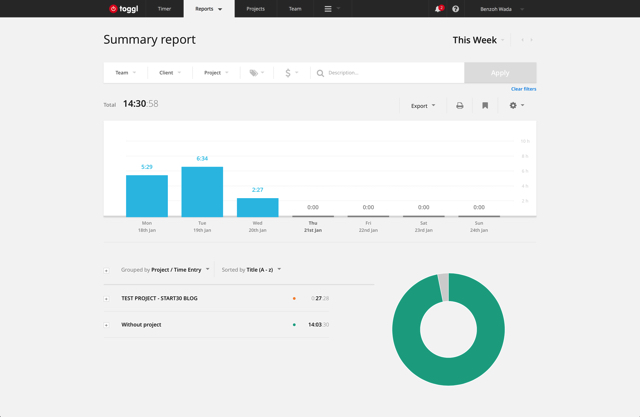 toggl Timer Reports Projects Team 2 Benzoh Wada
Summary report This Week
Team Client Project $ Description... Apply
Clear filters
Total 14:30:58 Export
10 h
8 h
6 h
4 h
2 h
5:29 6:34 2:27 0:00 0:00 0:00 0:00
Mon Tue Wed Thu Fri Sat Sun
18th Jan 19th Jan 20th Jan 21st Jan 22nd Jan 23rd Jan 24th Jan
Grouped by Project / Time Entry Sorted by Title (A - z)
TEST PROJECT - START30 BLOG 0:27:28
Without project 14:03:30